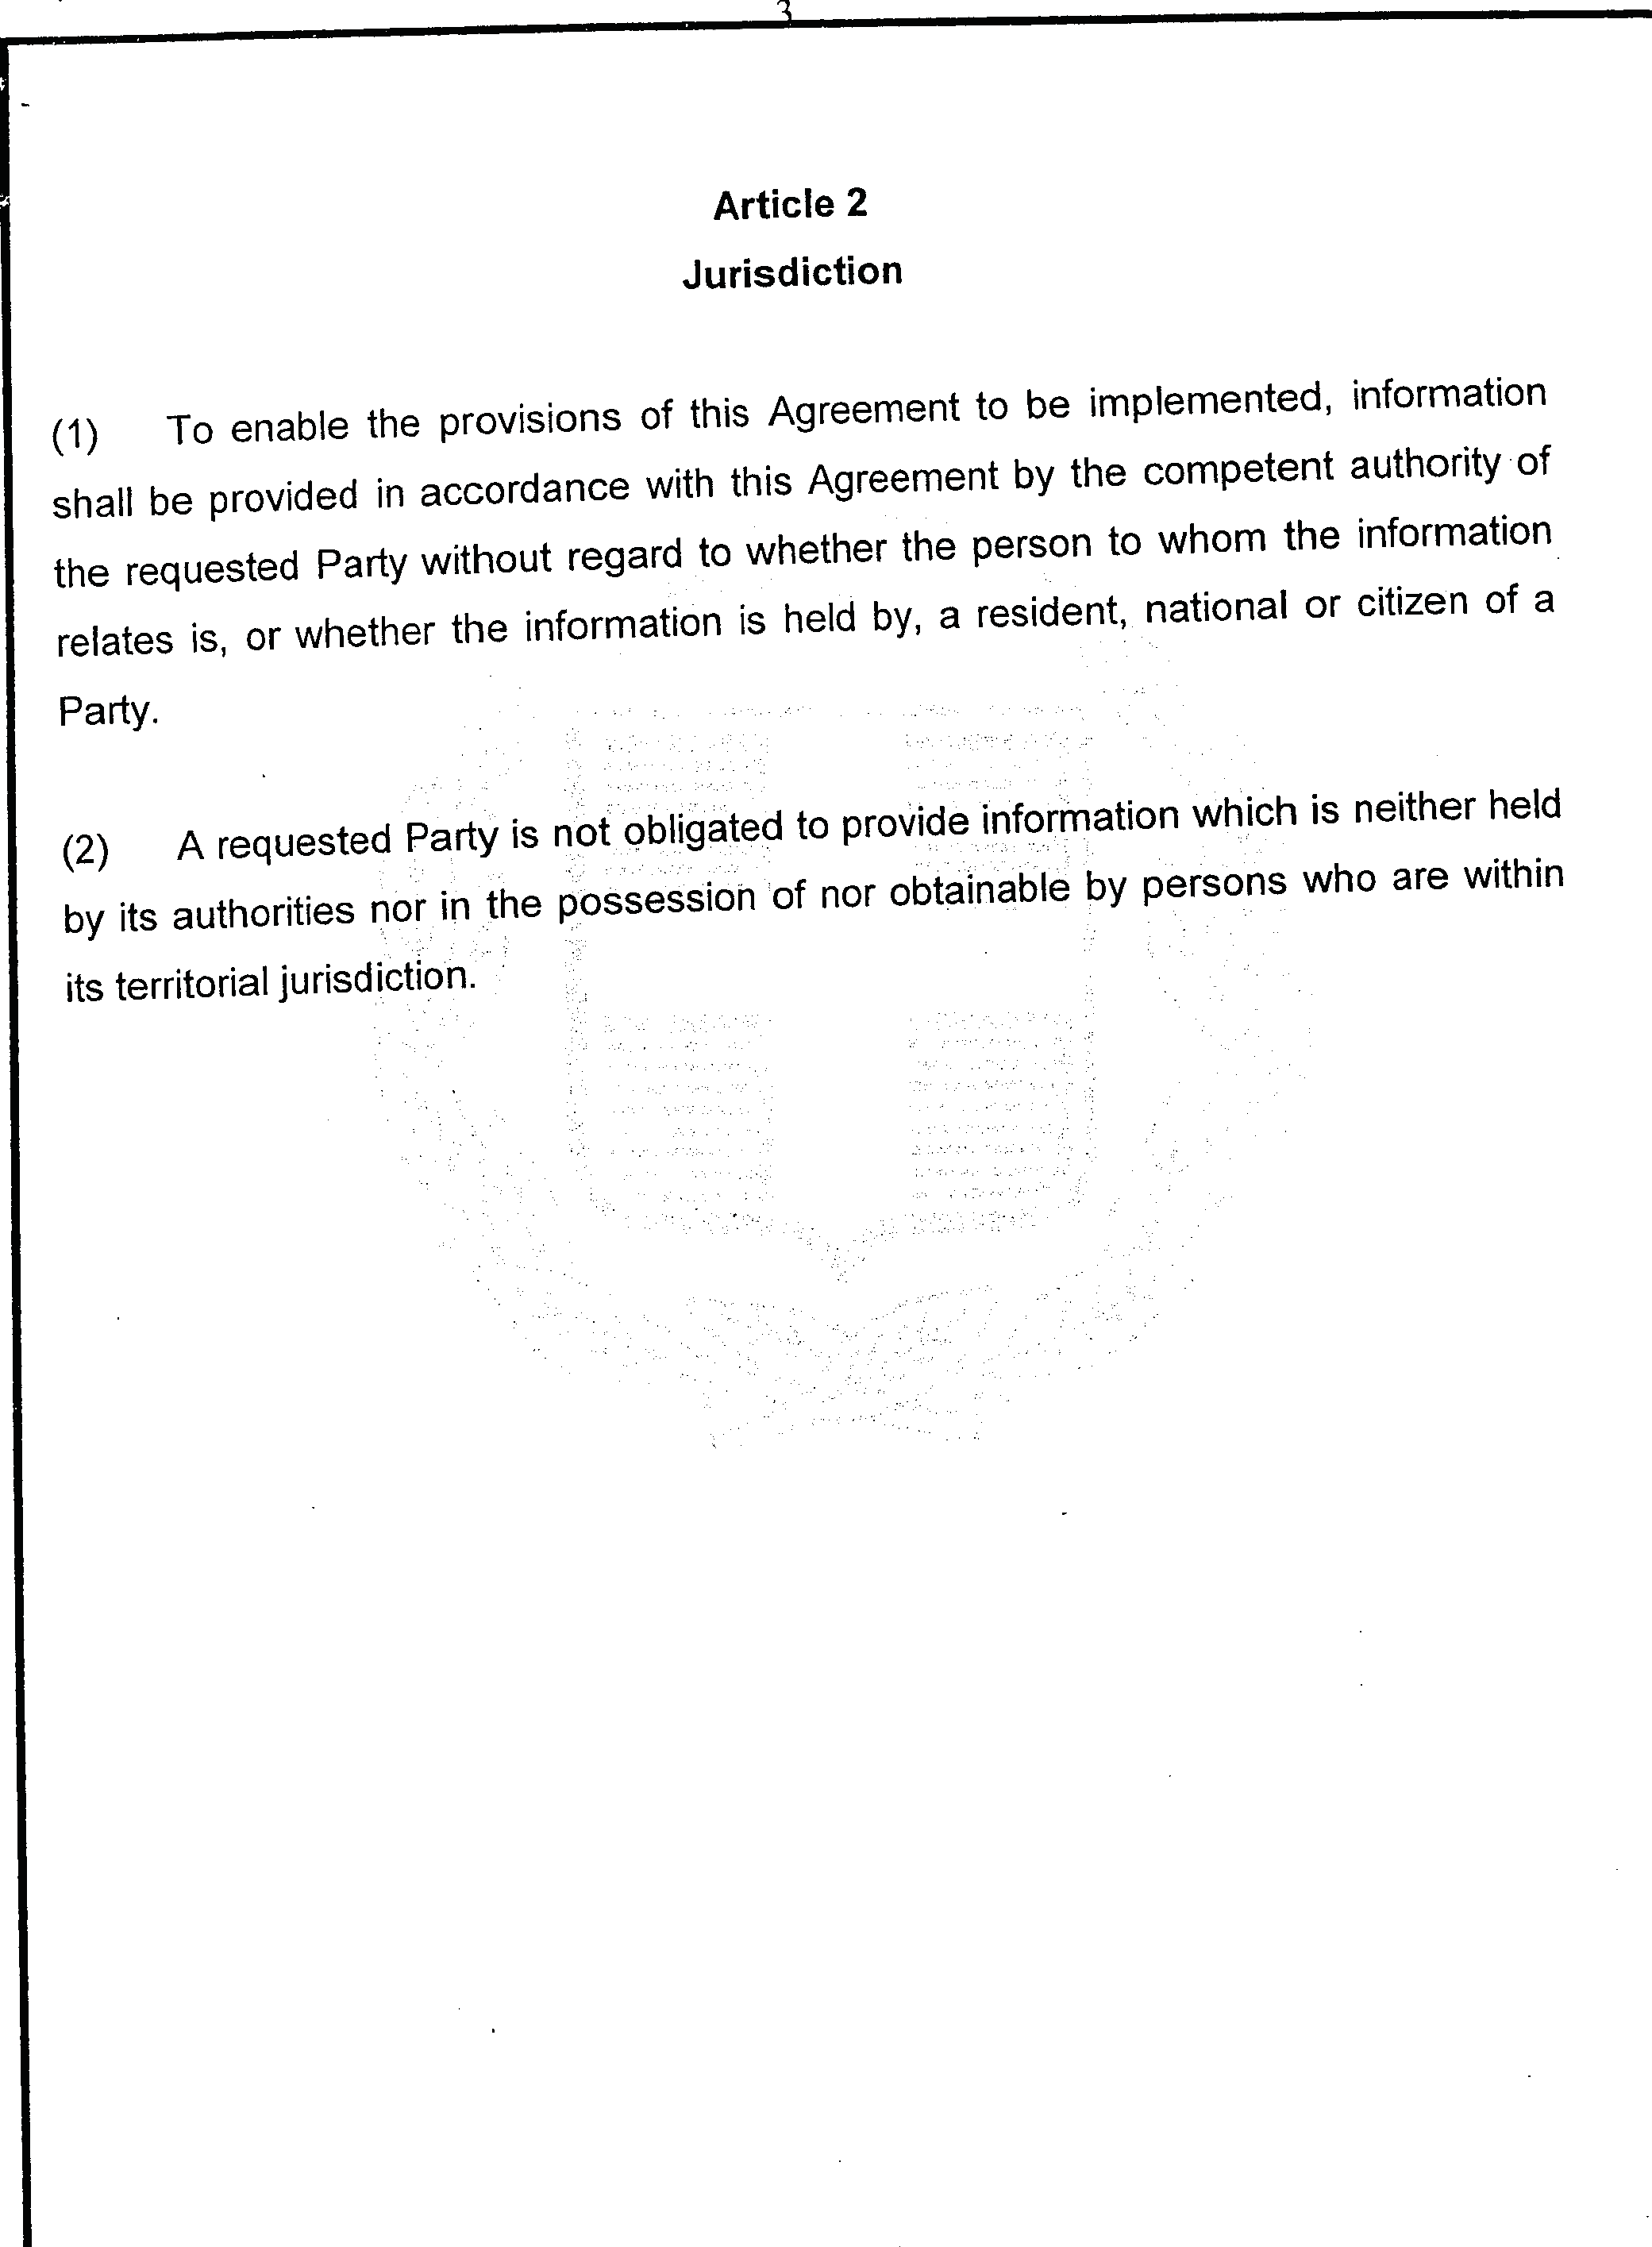 3
Article 2
Jurisdiction
(1) To enable the provisions of this Agreement to be implemented, information
shall be provided in accordance with this Agreement by the competent authority of
the requested Party without regard to whether the person to whom the information
relates is, or whether the information is held by, a resident, national or citizen of a
Party.
(2) A requested Party is not obligated to provide information which is neither held
by its authorities nor in the possession of nor obtainable by persons who are within
its territorial jurisdiction.